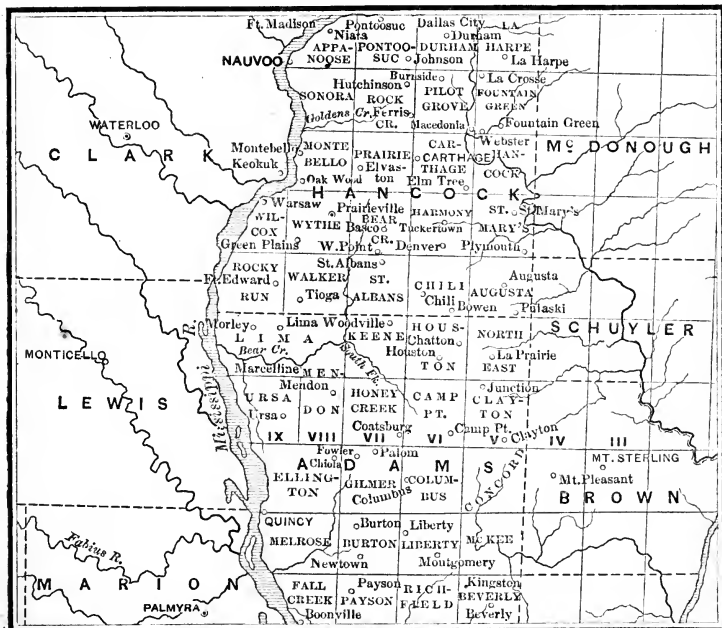 Ft. Madison Pontoosuc Dallas City LA
Niata Durham
APPA- PONTOO- DURHAM HARPE
NAUVOO NOOSE SUC Johnson La Harpe
Burnside La Crosse
Hutchinson PILOT FOUNTAIN
SONORA ROCK GROVE GREEN
Goldens Cr. Ferris
CR. Macedonia Fountain Green
WATERLOO
Montebello MONTE CAR- Webster McDONOUGH
CLARK PRAIRIE CARTHAGE HAN-
Keokuk BELLO Elvas- THAGE COCK
Oak Wood ton Elm Tree
HANCOCK
Warsaw Prairieville HARMONY ST. St. Mary's
WIL- WYTHE BEAR Tuckertown MARY'S
COX Basco CR.
Green Plains W. Point Denver Plymouth
ROCKY St. Albans Augusta
Ft. Edward WALKER ST. CHILI AUGUSTA
RUN Tioga ALBANS Chili Bowen Pulaski
Morley Lima Woodville HOUS- NORTH SCHUYLER
LIMA KEENE Chatton
MONTICELLO Bear Cr. South Fk. Houston La Prairie
TON EAST
Marcelline MEN- Junction
LEWIS Mississippi R. Mendon HONEY CAMP CLAY-
URSA DON CREEK PT. TON
Ursa Coatsburg Camp Pt. Clayton
IX VIII VII VI V IV III
Fowler Palom MT. STERLING
ADAMS
Chiola
ELLING- GILMER COLUM- CONCORD Mt. Pleasant
TON Columbus BUS BROWN
QUINCY Burton Liberty
Fabius R. MELROSE BURTON LIBERTY McKEE
Newtown Montgomery
MARION FALL Payson RICH- Kingston
CREEK PAYSON FIELD BEVERLY
PALMYRA Boonville Beverly